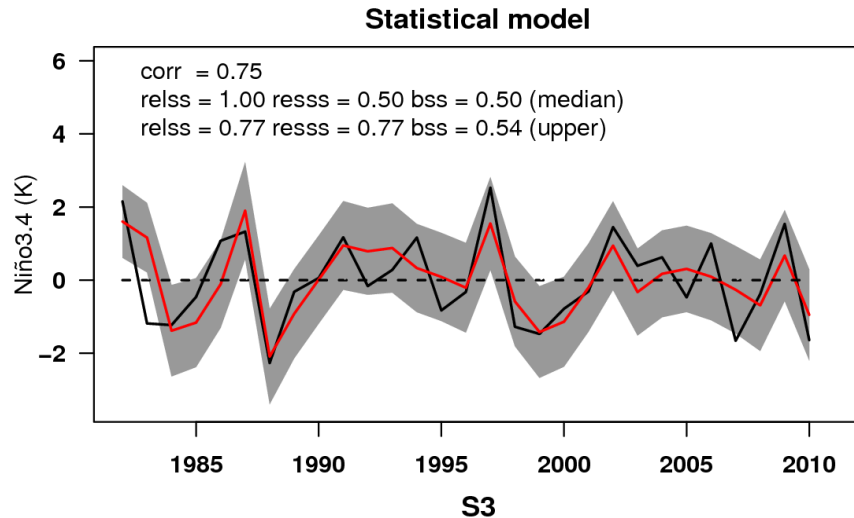 Statistical model
corr = 0.75
relss = 1.00 resss = 0.50 bss = 0.50 (median)
relss = 0.77 resss = 0.77 bss = 0.54 (upper)
Niño3.4 (K)
6
4
2
0
−2
1985 1990 1995 2000 2005 2010
S3